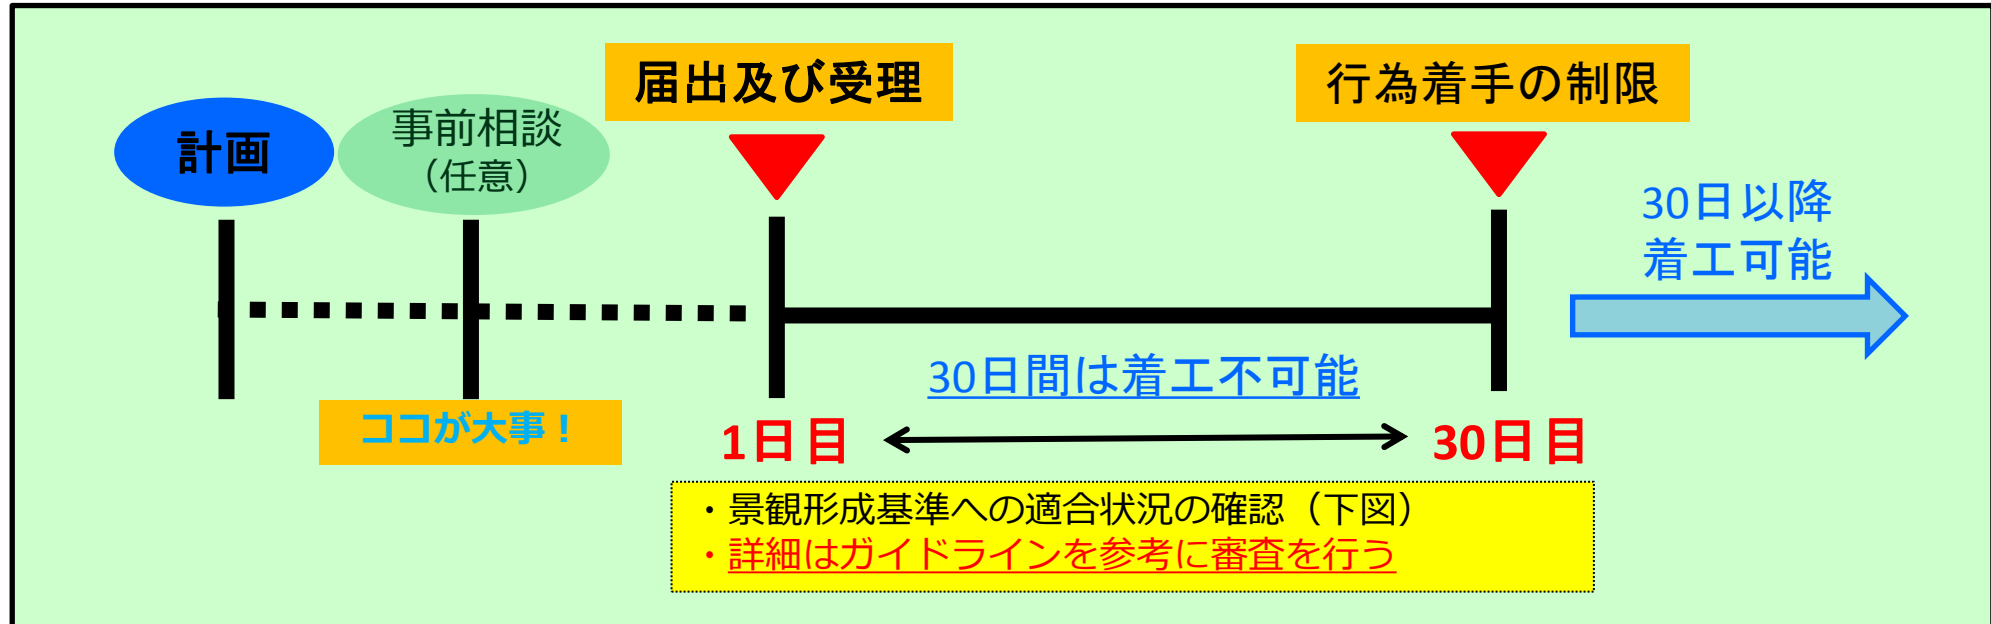 計画
事前相談
（任意）
届出及び受理
行為着手の制限
30日以降
着工可能
30日間は着工不可能
ココが大事！
1日目
30日目
・景観形成基準への適合状況の確認（下図）
・詳細はガイドラインを参考に審査を行う